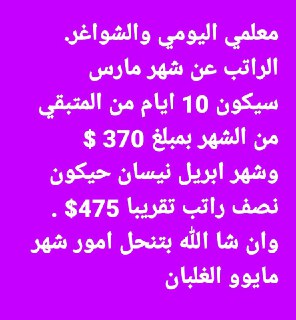 معلمي اليومي والشواغر.
الراتب عن شهر مارس
سيكون 10 ايام من المتبقي
من الشهر بمبلغ 370 $
وشهر ابريل نيسان حيكون
نصف راتب تقريبا 475$ .
وان شا الله بتنحل امور شهر
مايوو الغلبان